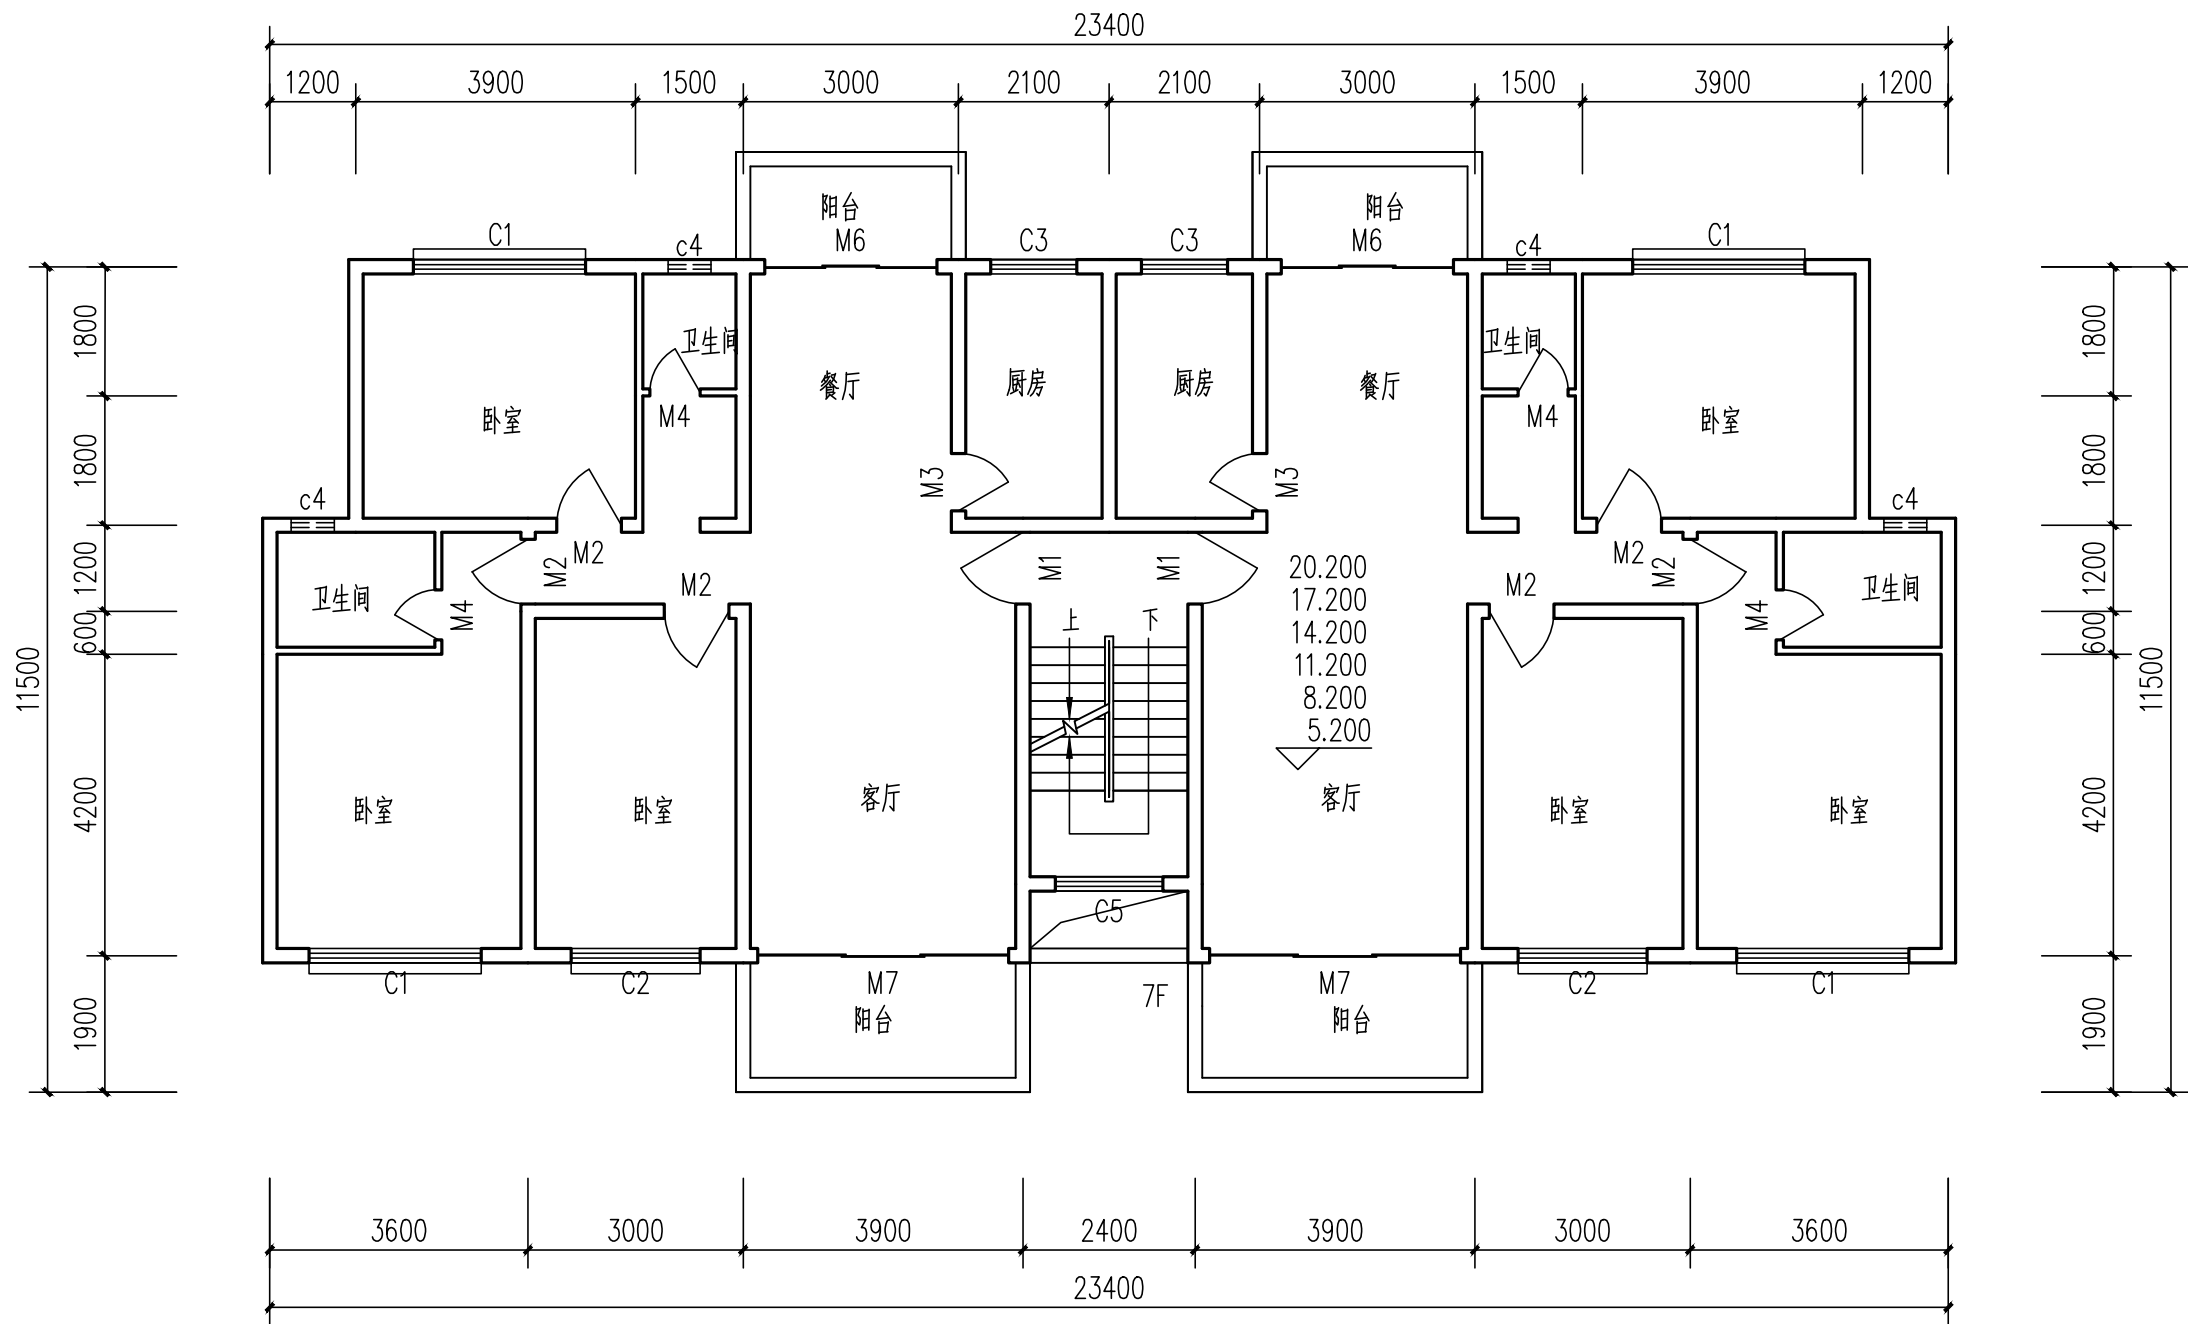 23400
1200 3900 1500 3000 2100 2100 3000 1500 3900 1200
阳台 阳台
C1 M6 C3 C3 M6 C1
c4 c4
1800 卫生间 卫生间 1800
餐厅 厨房 厨房 餐厅
卧室 M4 M4 卧室
1800 M3 M3 1800
c4 c4
M2 M2
1200 M2 M1 M1 20.200 M2 1200
卫生间 M2 17.200 M2 卫生间
M4 上 下 M4
600 14.200 600
11500 11.200 11500
8.200
5.200
4200 卧室 卧室 客厅 客厅 卧室 卧室 4200
C5
C1 C2 M7 7F M7 C2 C1
1900 阳台 阳台 1900
3600 3000 3900 2400 3900 3000 3600
23400